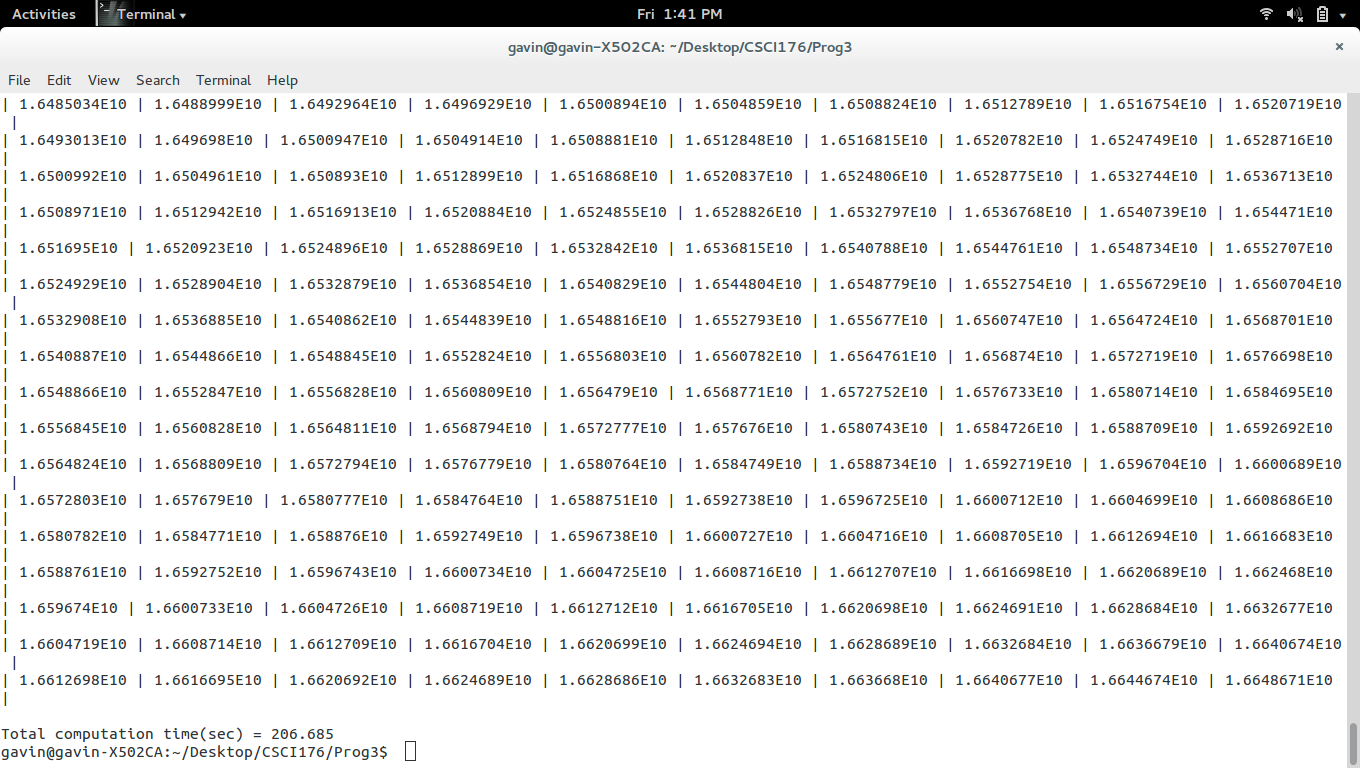 Activities Terminal Fri 1:41 PM
gavin@gavin-X502CA: ~/Desktop/CSCI176/Prog3 ×
File Edit View Search Terminal Help
| 1.6485034E10 | 1.6488999E10 | 1.6492964E10 | 1.6496929E10 | 1.6500894E10 | 1.6504859E10 | 1.6508824E10 | 1.6512789E10 | 1.6516754E10 | 1.6520719E10
|
| 1.6493013E10 | 1.649698E10 | 1.6500947E10 | 1.6504914E10 | 1.6508881E10 | 1.6512848E10 | 1.6516815E10 | 1.6520782E10 | 1.6524749E10 | 1.6528716E10
|
| 1.6500992E10 | 1.6504961E10 | 1.650893E10 | 1.6512899E10 | 1.6516868E10 | 1.6520837E10 | 1.6524806E10 | 1.6528775E10 | 1.6532744E10 | 1.6536713E10
|
| 1.6508971E10 | 1.6512942E10 | 1.6516913E10 | 1.6520884E10 | 1.6524855E10 | 1.6528826E10 | 1.6532797E10 | 1.6536768E10 | 1.6540739E10 | 1.654471E10
|
| 1.651695E10 | 1.6520923E10 | 1.6524896E10 | 1.6528869E10 | 1.6532842E10 | 1.6536815E10 | 1.6540788E10 | 1.6544761E10 | 1.6548734E10 | 1.6552707E10
|
| 1.6524929E10 | 1.6528904E10 | 1.6532879E10 | 1.6536854E10 | 1.6540829E10 | 1.6544804E10 | 1.6548779E10 | 1.6552754E10 | 1.6556729E10 | 1.6560704E10
|
| 1.6532908E10 | 1.6536885E10 | 1.6540862E10 | 1.6544839E10 | 1.6548816E10 | 1.6552793E10 | 1.655677E10 | 1.6560747E10 | 1.6564724E10 | 1.6568701E10
|
| 1.6540887E10 | 1.6544866E10 | 1.6548845E10 | 1.6552824E10 | 1.6556803E10 | 1.6560782E10 | 1.6564761E10 | 1.656874E10 | 1.6572719E10 | 1.6576698E10
|
| 1.6548866E10 | 1.6552847E10 | 1.6556828E10 | 1.6560809E10 | 1.656479E10 | 1.6568771E10 | 1.6572752E10 | 1.6576733E10 | 1.6580714E10 | 1.6584695E10
|
| 1.6556845E10 | 1.6560828E10 | 1.6564811E10 | 1.6568794E10 | 1.6572777E10 | 1.657676E10 | 1.6580743E10 | 1.6584726E10 | 1.6588709E10 | 1.6592692E10
|
| 1.6564824E10 | 1.6568809E10 | 1.6572794E10 | 1.6576779E10 | 1.6580764E10 | 1.6584749E10 | 1.6588734E10 | 1.6592719E10 | 1.6596704E10 | 1.6600689E10
|
| 1.6572803E10 | 1.657679E10 | 1.6580777E10 | 1.6584764E10 | 1.6588751E10 | 1.6592738E10 | 1.6596725E10 | 1.6600712E10 | 1.6604699E10 | 1.6608686E10
|
| 1.6580782E10 | 1.6584771E10 | 1.658876E10 | 1.6592749E10 | 1.6596738E10 | 1.6600727E10 | 1.6604716E10 | 1.6608705E10 | 1.6612694E10 | 1.6616683E10
|
| 1.6588761E10 | 1.6592752E10 | 1.6596743E10 | 1.6600734E10 | 1.6604725E10 | 1.6608716E10 | 1.6612707E10 | 1.6616698E10 | 1.6620689E10 | 1.662468E10
|
| 1.659674E10 | 1.6600733E10 | 1.6604726E10 | 1.6608719E10 | 1.6612712E10 | 1.6616705E10 | 1.6620698E10 | 1.6624691E10 | 1.6628684E10 | 1.6632677E10
|
| 1.6604719E10 | 1.6608714E10 | 1.6612709E10 | 1.6616704E10 | 1.6620699E10 | 1.6624694E10 | 1.6628689E10 | 1.6632684E10 | 1.6636679E10 | 1.6640674E10
|
| 1.6612698E10 | 1.6616695E10 | 1.6620692E10 | 1.6624689E10 | 1.6628686E10 | 1.6632683E10 | 1.663668E10 | 1.6640677E10 | 1.6644674E10 | 1.6648671E10
|
Total computation time(sec) = 206.685
gavin@gavin-X502CA:~/Desktop/CSCI176/Prog3$